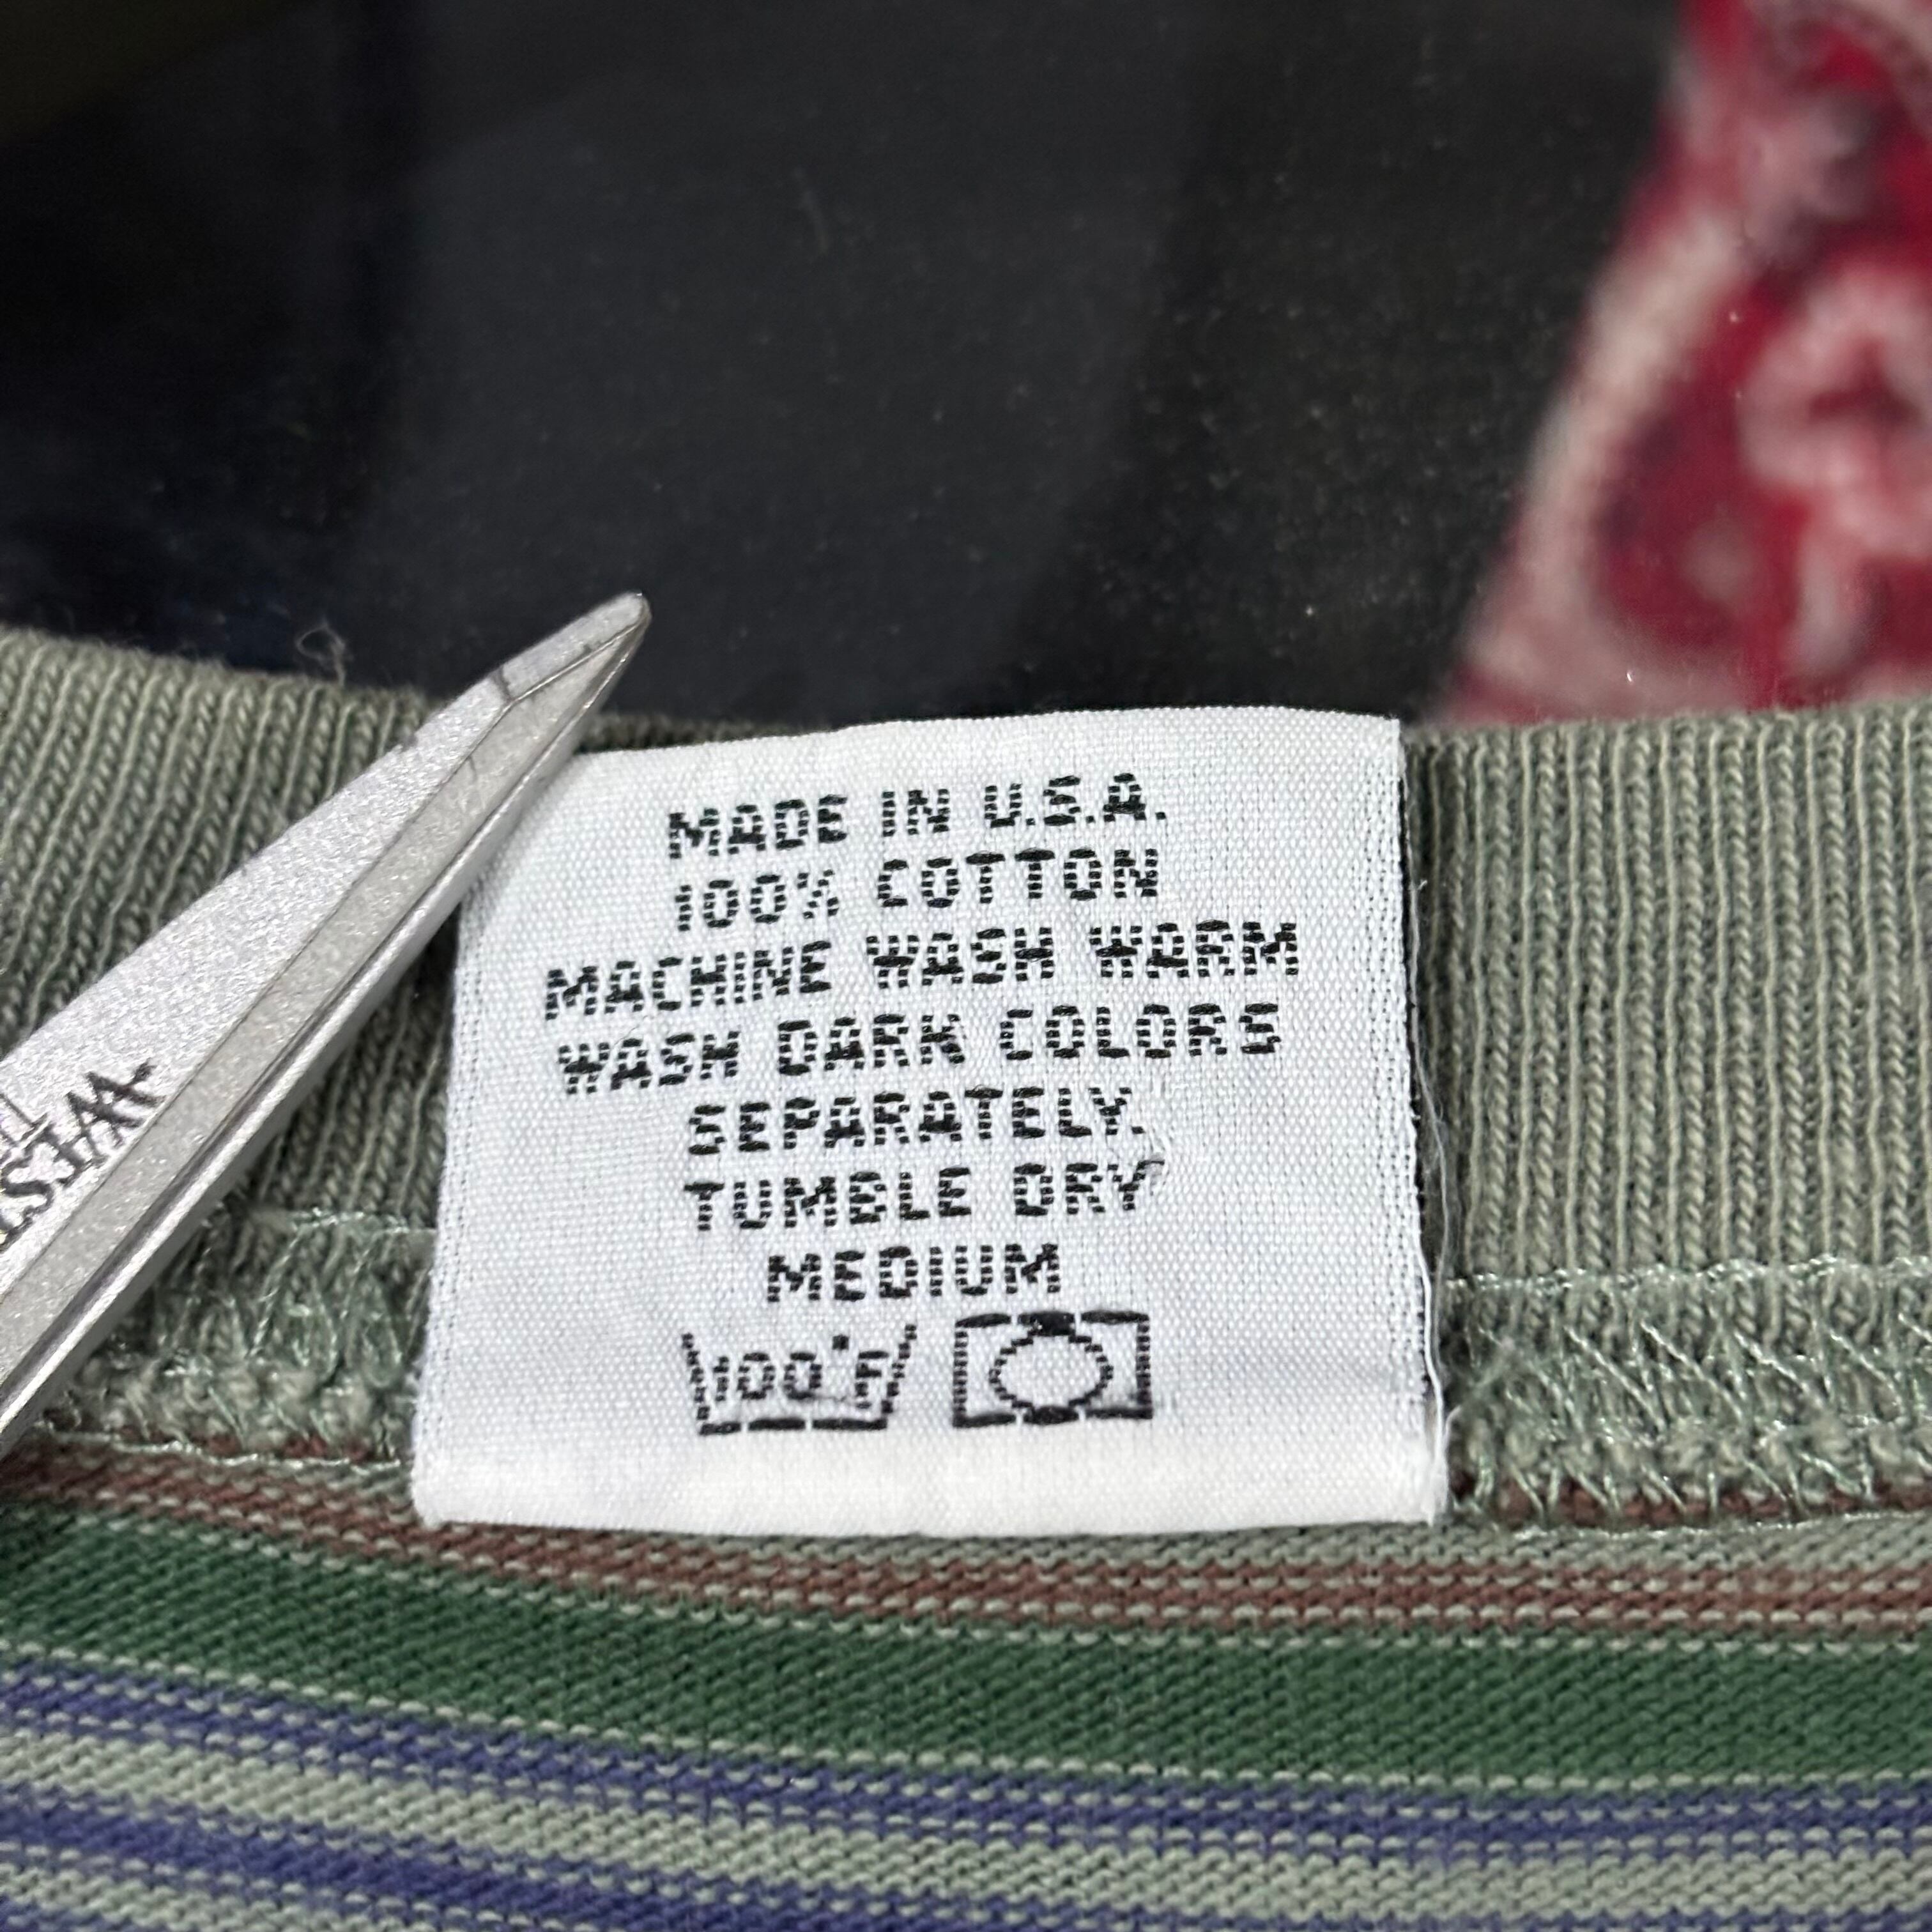 MADE IN U.S.A.
100% COTTON
MACHINE WASH WARM
WASH DARK COLORS
SEPARATELY.
TUMBLE DRY
MEDIUM
100°F